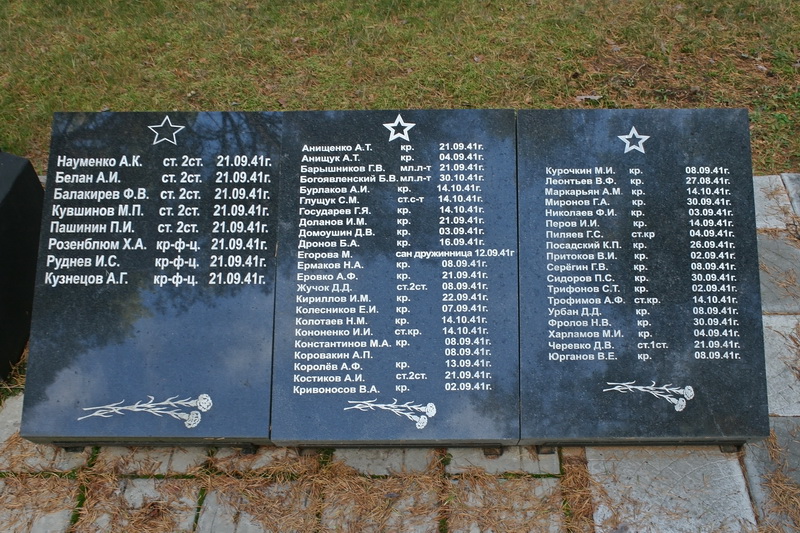 Науменко А.К. ст. 2ст. 21.09.41г.
Белан А.И. ст. 2ст. 21.09.41г.
Балакирев Ф.В. ст. 2ст. 21.09.41г.
Кувшинов М.П. ст. 2ст. 21.09.41г.
Пашинин П.И. ст. 2ст. 21.09.41г.
Розенблюм Х.А. кр-ф-ц. 21.09.41г.
Руднев И.С. кр-ф-ц. 21.09.41г.
Кузнецов А.Г. кр-ф-ц. 21.09.41г.
Анищенко А.Т. кр. 21.09.41г.
Анищук А.Т. кр. 04.09.41г.
Барышников Г.В. мл.л-т 21.09.41г.
Богоявленский Б.В. мл.л-т 30.10.41г.
Бурлаков А.И. кр. 14.10.41г.
Глущук С.М. ст.с-т 14.10.41г.
Государев Г.Я. кр. 14.10.41г.
Доланов И.М. кр. 21.09.41г.
Домоушин Д.В. кр. 03.09.41г.
Дронов Б.А. кр. 16.09.41г.
Егорова М. сан дружинница 12.09.41г
Ермаков Н.А. кр. 08.09.41г.
Еровко А.Ф. кр. 21.09.41г.
Жучок Д.Д. ст.2ст. 08.09.41г.
Кириллов И.М. кр. 22.09.41г.
Колесников Е.И. кр. 07.09.41г.
Колотаев Н.М. кр. 14.10.41г.
Кононенко И.И. ст.кр. 14.10.41г.
Константинов М.А. кр. 08.09.41г.
Коровакин А.П. 08.09.41г.
Королёв А.Ф. кр. 13.09.41г.
Костиков А.И. ст.2ст. 21.09.41г.
Кривоносов В.А. кр. 02.09.41г.
Курочкин М.И. кр. 08.09.41г.
Леонтьев В.Ф. кр. 27.08.41г.
Маркарьян А.М. кр. 14.10.41г.
Миронов Г.А. кр. 30.09.41г.
Николаев Ф.И. кр. 03.09.41г.
Перов И.И. кр. 14.09.41г.
Пиляев Г.С. ст.кр 04.09.41г.
Посадский К.П. кр. 26.09.41г.
Притоков В.И. кр. 02.09.41г.
Серёгин Г.В. кр. 08.09.41г.
Сидоров П.С. кр. 30.09.41г.
Трифонов С.Т. кр. 02.09.41г.
Трофимов А.Ф. ст.кр. 14.10.41г.
Урбан Д.Д. кр. 08.09.41г.
Фролов Н.В. кр. 30.09.41г.
Харламов М.И. кр. 04.09.41г.
Черевко Д.В. ст.1ст. 21.09.41г.
Юрганов В.Е. кр. 08.09.41г.